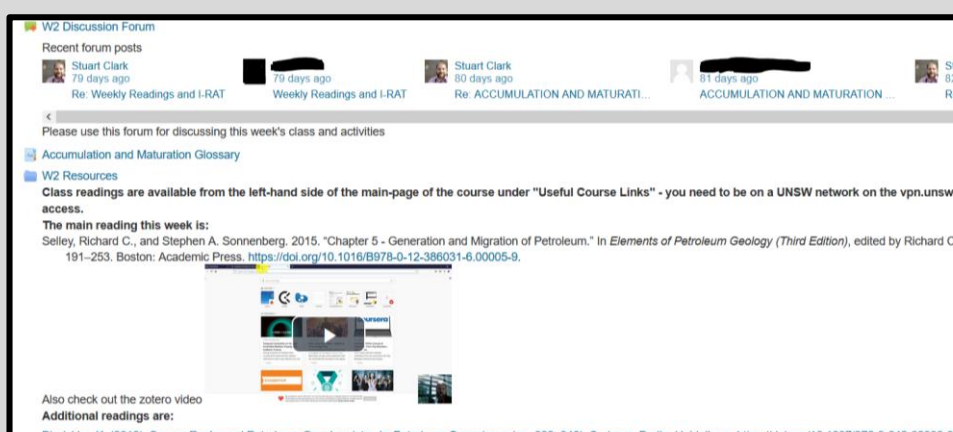 W2 Discussion Forum
Recent forum posts
Stuart Clark
79 days ago
Re: Weekly Readings and I-RAT
79 days ago
Weekly Readings and I-RAT
Stuart Clark
80 days ago
Re: ACCUMULATION AND MATURATI...
81 days ago
ACCUMULATION AND MATURATION ...
Please use this forum for discussing this week's class and activities
Accumulation and Maturation Glossary
W2 Resources
Class readings are available from the left-hand side of the main-page of the course under "Useful Course Links" - you need to be on a UNSW network on the vpn.unsw
access.
The main reading this week is:
Selley, Richard C., and Stephen A. Sonnenberg. 2015. "Chapter 5 - Generation and Migration of Petroleum." In Elements of Petroleum Geology (Third Edition), edited by Richard C
191–253. Boston: Academic Press. https://doi.org/10.1016/B978-0-12-386031-6.00005-9.
Also check out the zotero video
Additional readings are: